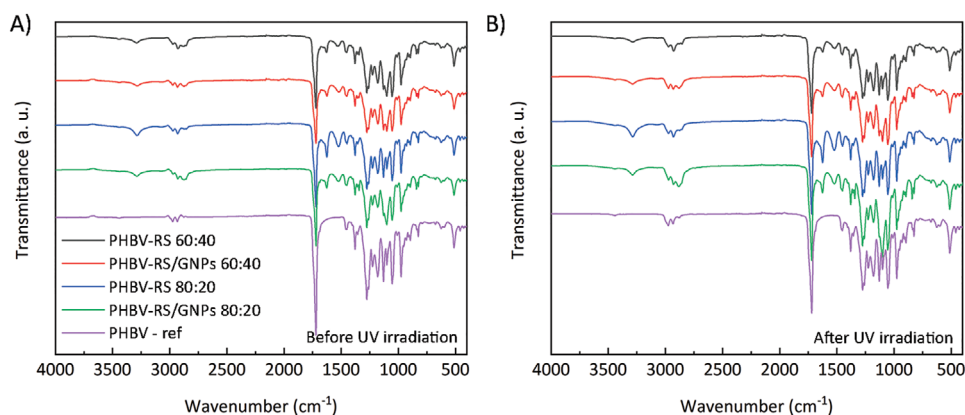 A)
Transmittance (a. u.)
PHBV-RS 60:40
PHBV-RS/GNPs 60:40
PHBV-RS 80:20
PHBV-RS/GNPs 80:20
PHBV - ref
Before UV irradiation
4000 3500 3000 2500 2000 1500 1000 500
Wavenumber (cm⁻¹)
B)
Transmittance (a. u.)
After UV irradiation
4000 3500 3000 2500 2000 1500 1000 500
Wavenumber (cm⁻¹)